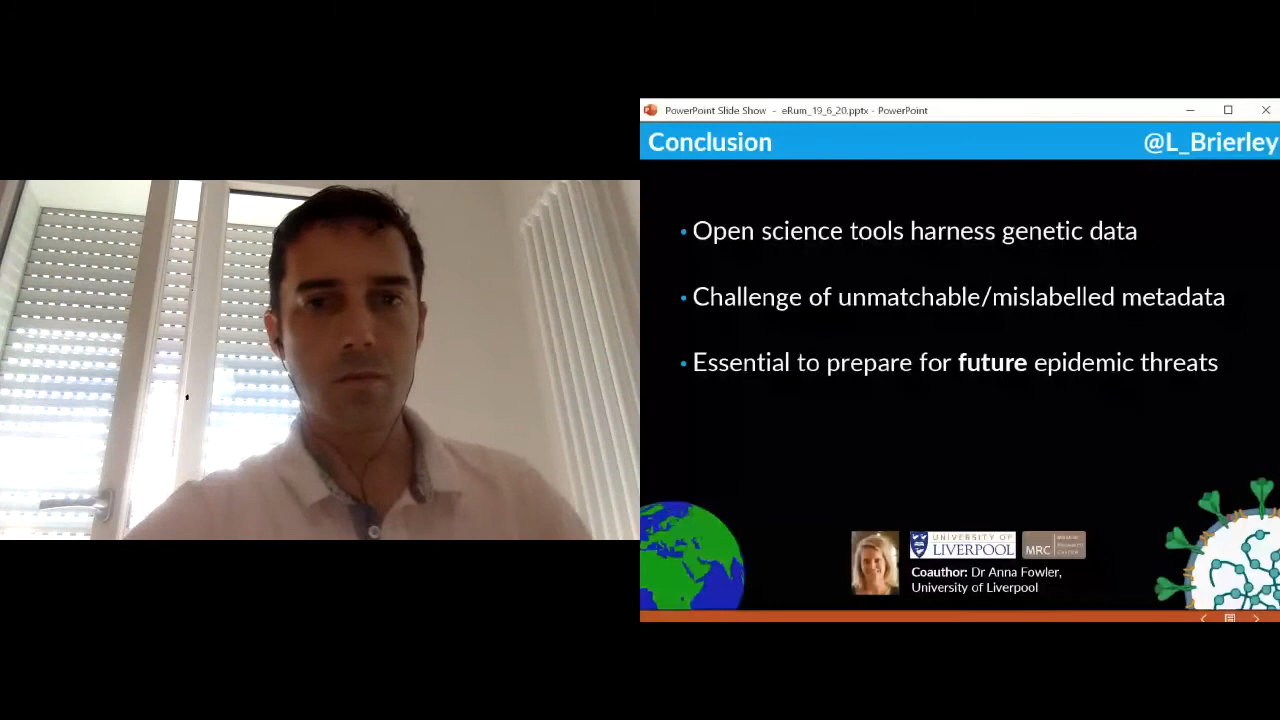 PowerPoint Slide Show - eRum_19_6_20.pptx - PowerPoint
Conclusion
@L_Brierley
• Open science tools harness genetic data
• Challenge of unmatchable/mislabelled metadata
• Essential to prepare for future epidemic threats
UNIVERSITY OF
LIVERPOOL
MRC
Coauthor: Dr Anna Fowler,
University of Liverpool